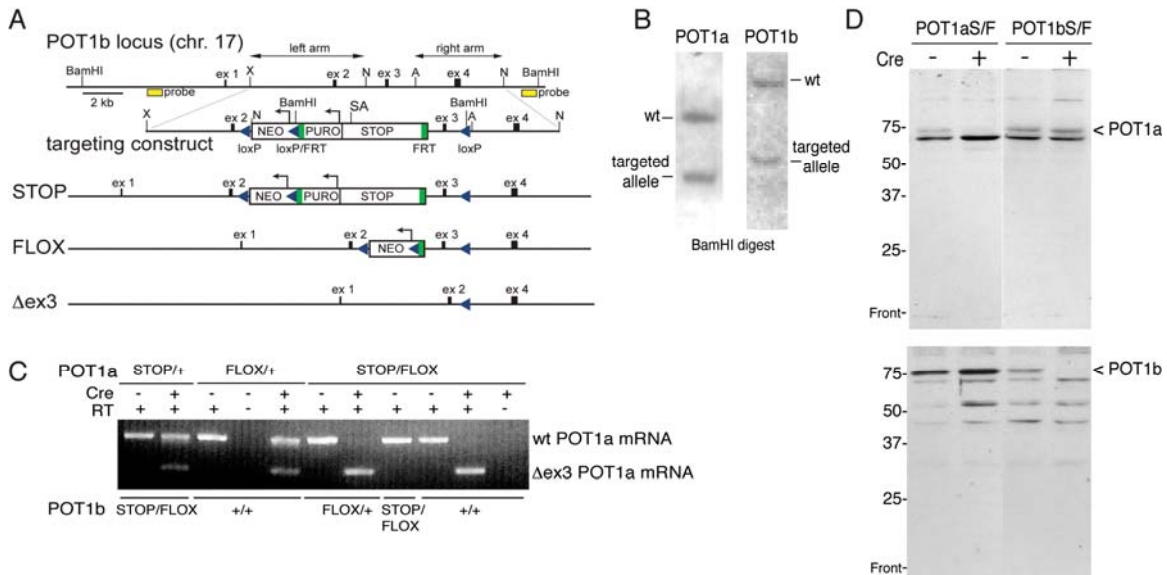 A
POT1b locus (chr. 17)
left arm
right arm
BamHI
ex 1
X
ex 2
N
ex 3
A
ex 4
N
BamHI
2 kb
probe
probe
X
ex 2
N
BamHI
SA
ex 3
BamHI
A
ex 4
N
NEO
PURO
STOP
targeting construct
loxP
loxP/FRT
FRT
loxP
STOP
ex 1
ex 2
NEO
PURO
STOP
ex 3
ex 4
FLOX
ex 1
ex 2
NEO
ex 3
ex 4
Δex3
ex 1
ex 2
ex 4
B
POT1a
POT1b
wt
wt
targeted
allele
targeted
allele
BamHI digest
C
POT1a
STOP/+
FLOX/+
STOP/FLOX
Cre - + - - + - + - - + +
RT + + + - + + + + + + -
wt POT1a mRNA
Δex3 POT1a mRNA
POT1b
STOP/FLOX
+/+
FLOX/+
STOP/
FLOX
+/+
D
POT1aS/F
POT1bS/F
Cre - + - +
75-
< POT1a
50-
37-
25-
Front-
75-
< POT1b
50-
37-
25-
Front-